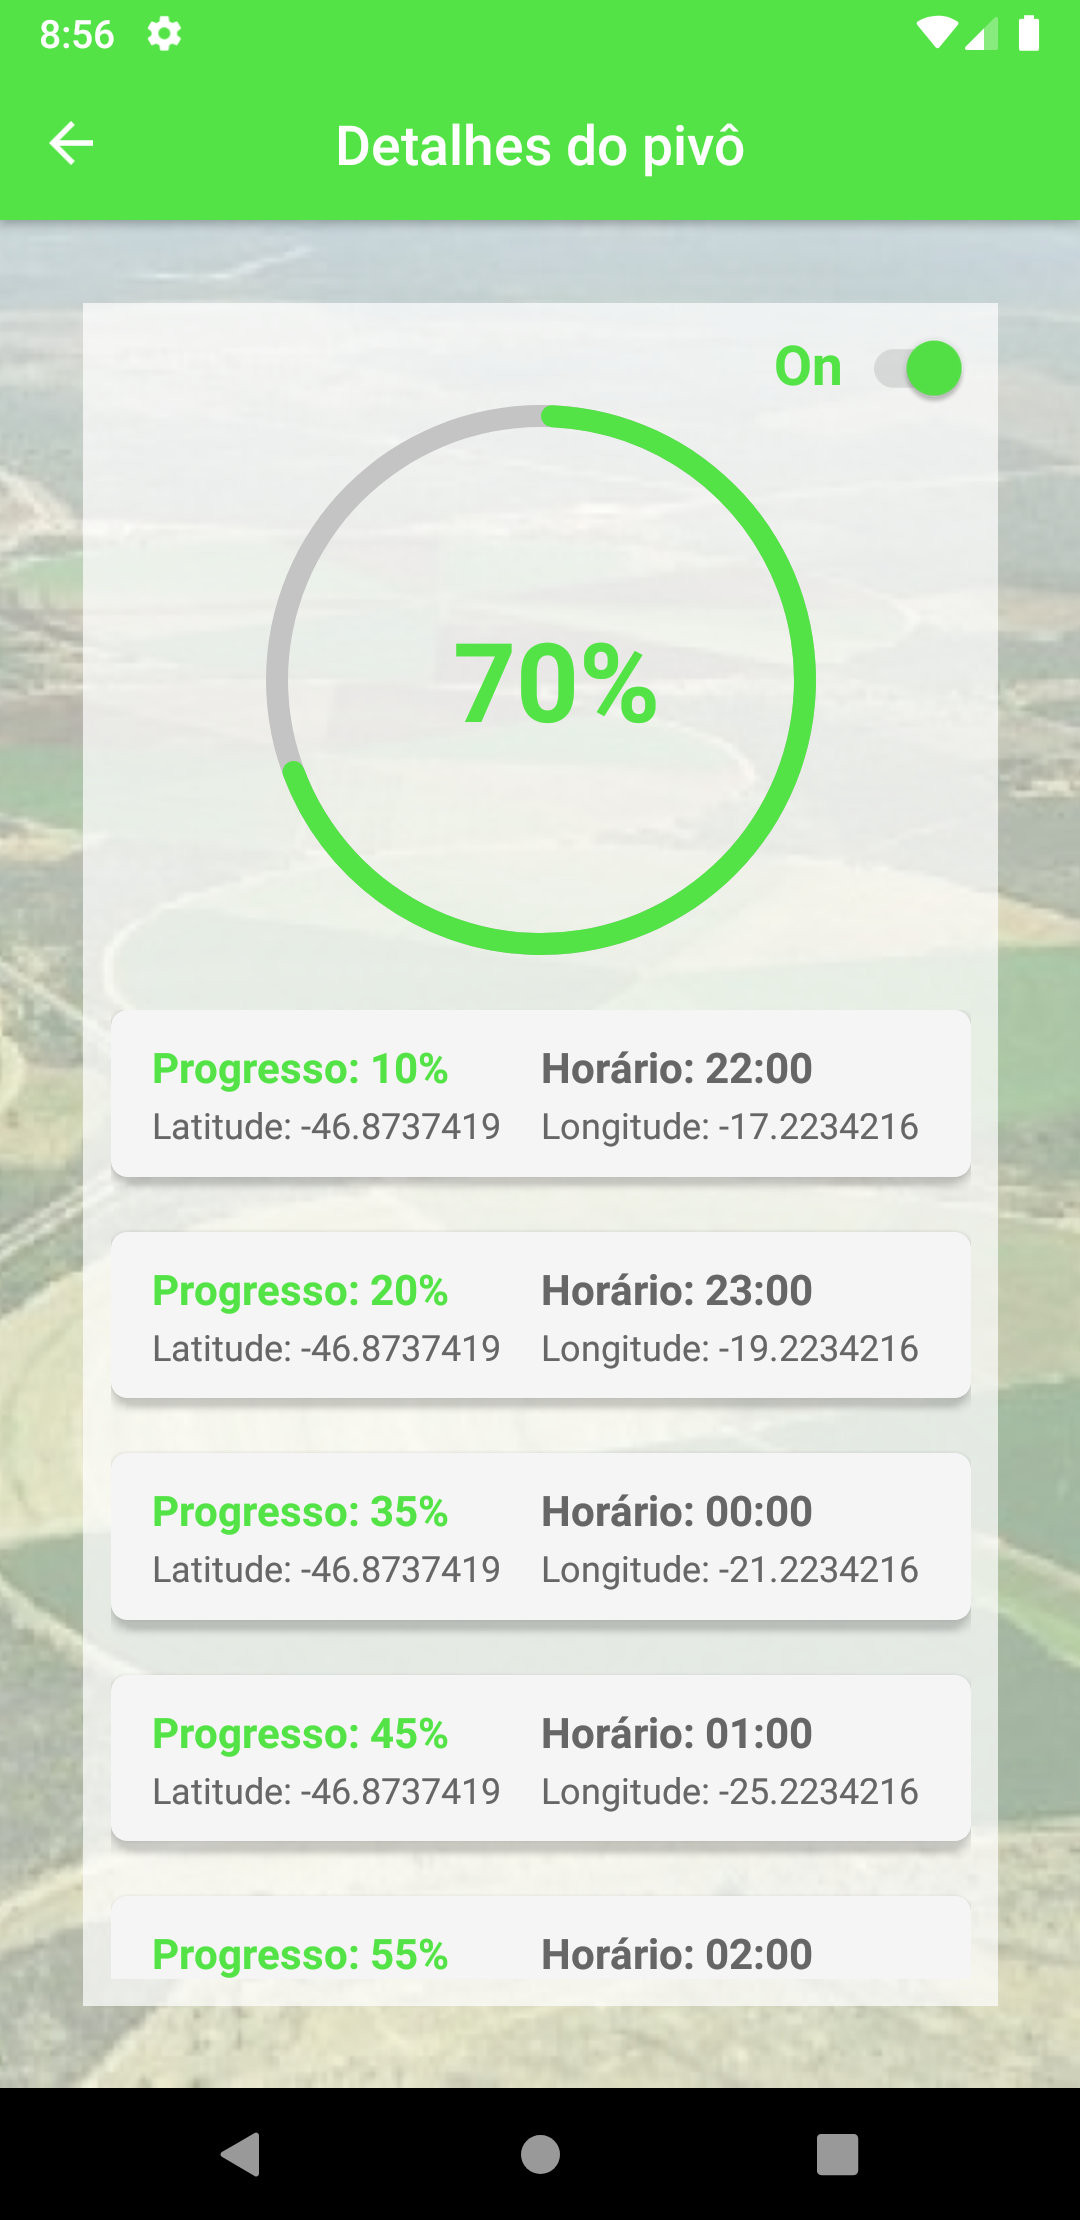 8:56
Detalhes do pivô
On
70%
Progresso: 10% Horário: 22:00
Latitude: -46.8737419 Longitude: -17.2234216
Progresso: 20% Horário: 23:00
Latitude: -46.8737419 Longitude: -19.2234216
Progresso: 35% Horário: 00:00
Latitude: -46.8737419 Longitude: -21.2234216
Progresso: 45% Horário: 01:00
Latitude: -46.8737419 Longitude: -25.2234216
Progresso: 55% Horário: 02:00